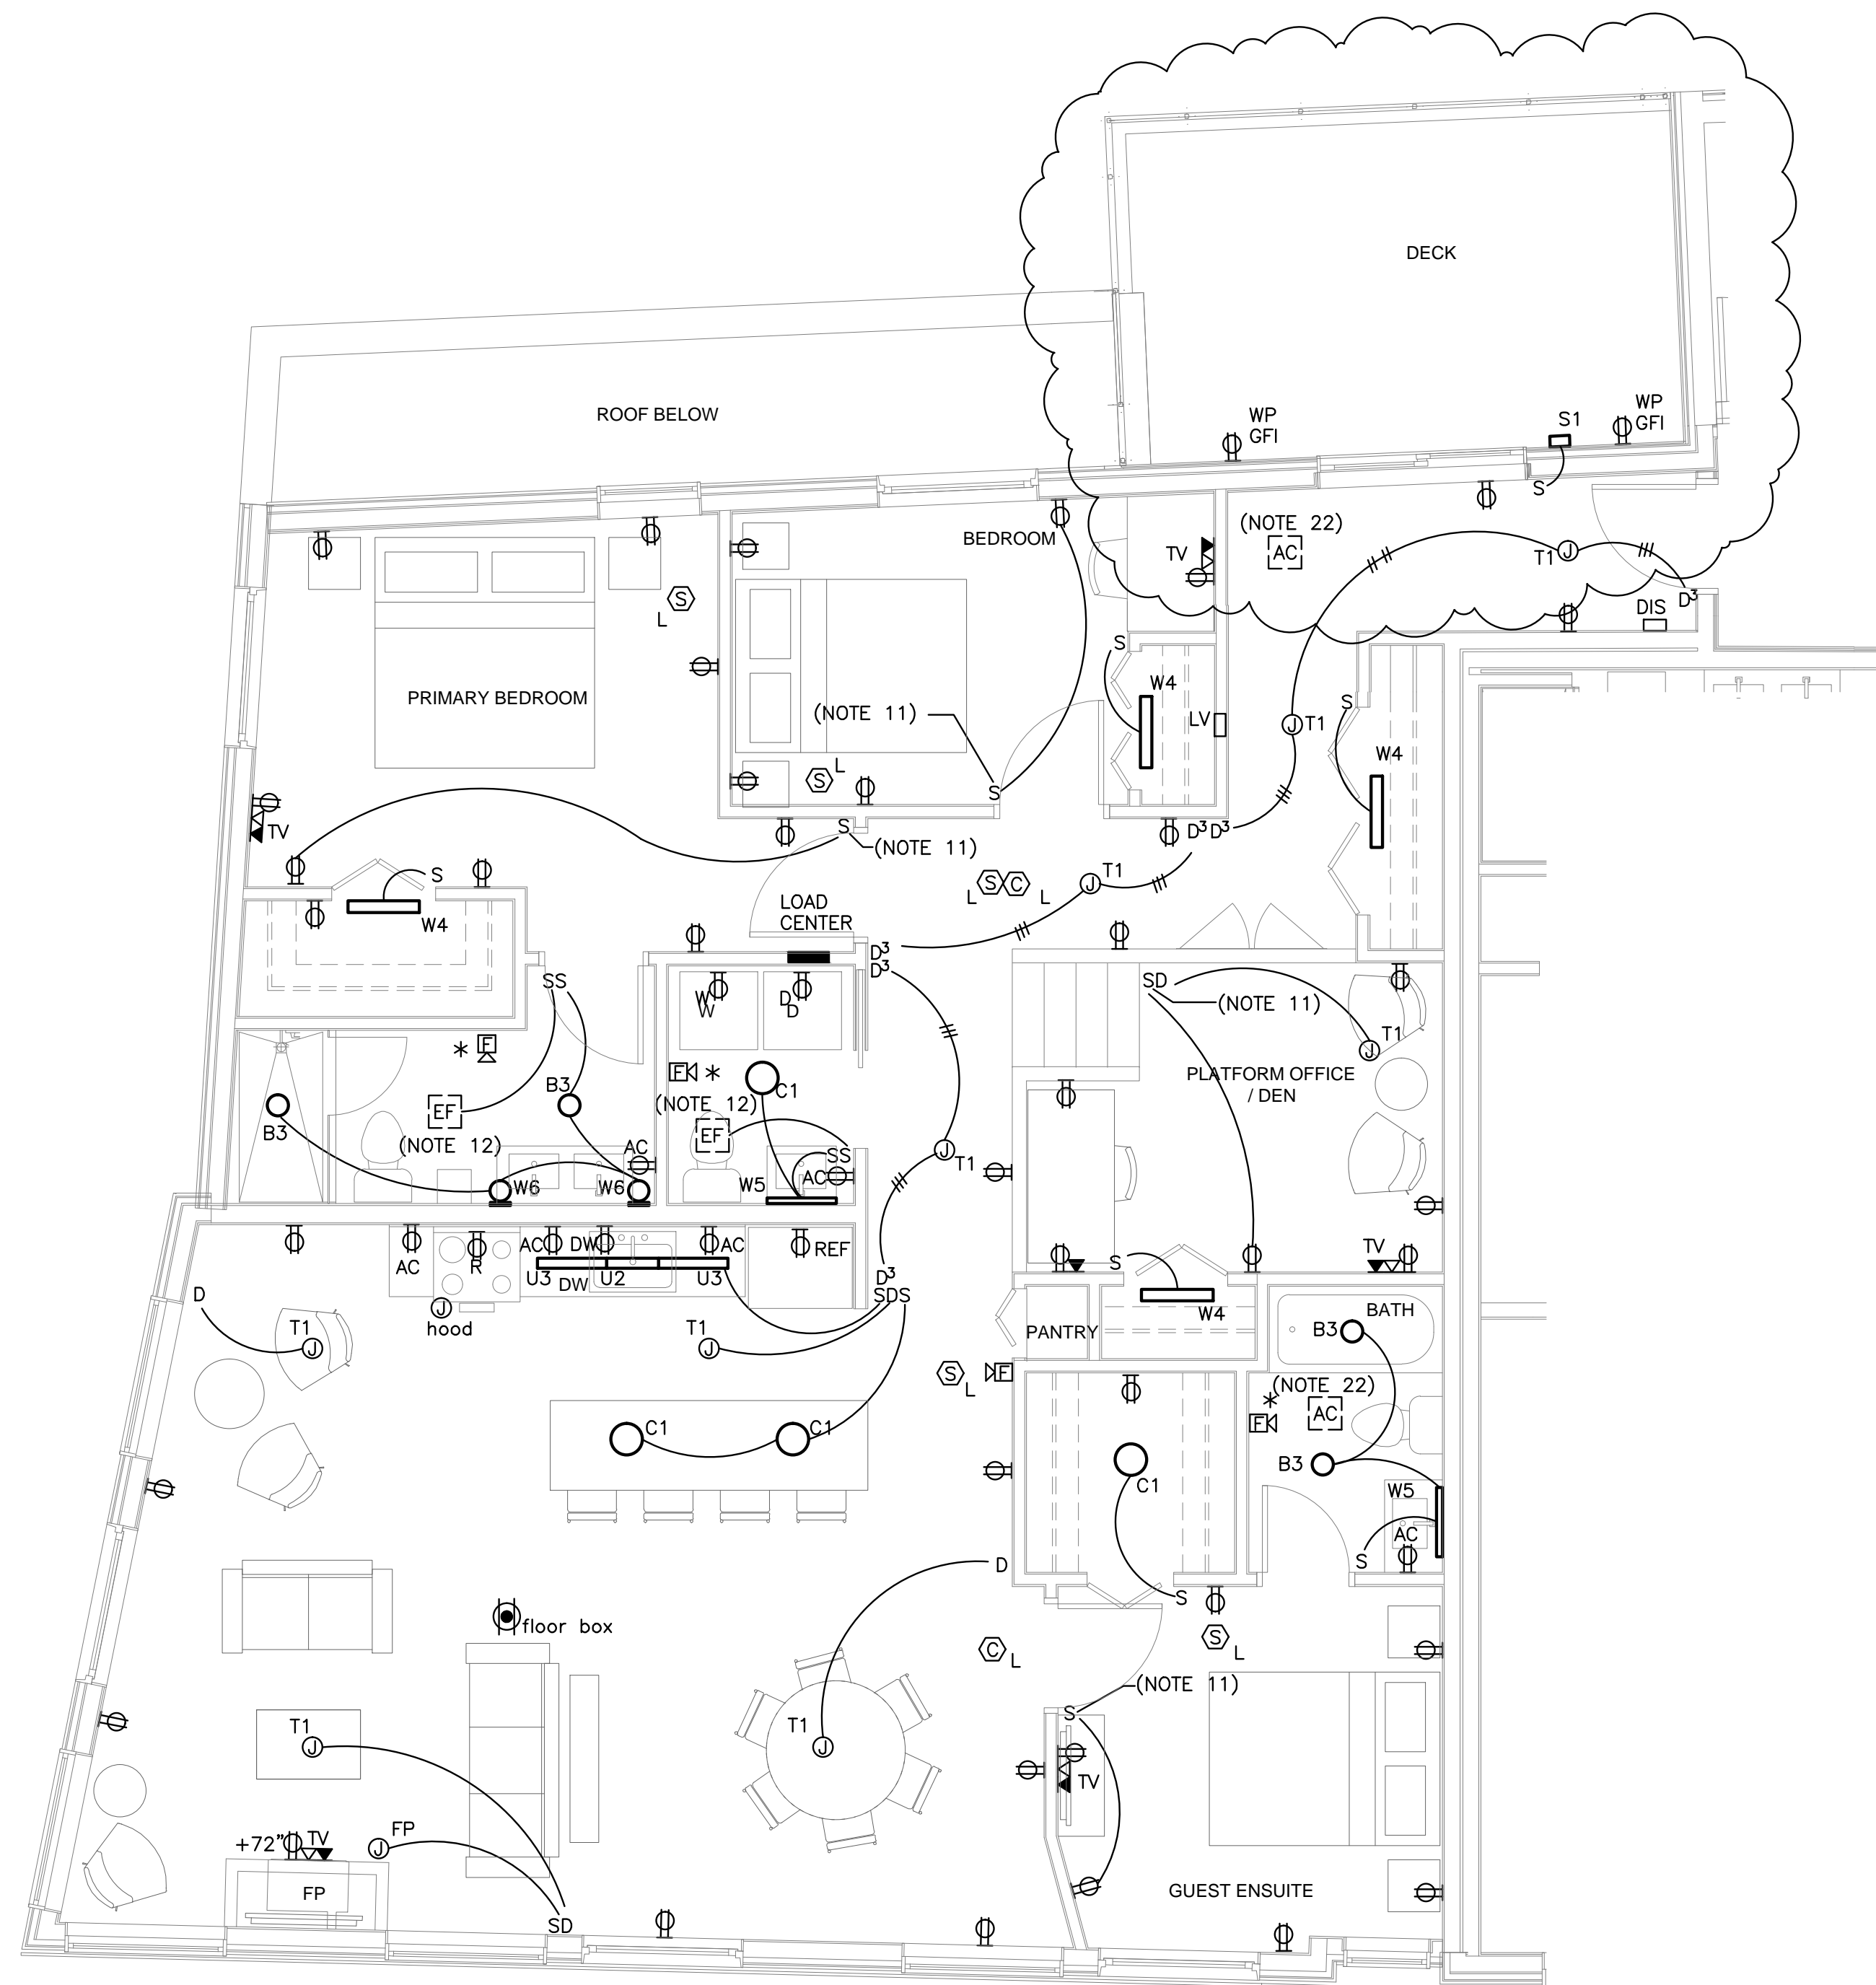 DECK
ROOF BELOW
WP
GFI
S1
WP
GFI
S
(NOTE 22)
AC
BEDROOM
TV
T1
J
D3
DIS
S
L
PRIMARY BEDROOM
S
W4
LV
J
T1
S
W4
(NOTE 11)
S
L
S
TV
S
(NOTE 11)
D3
D3
S
W4
LOAD
CENTER
L
S
C
L
J
T1
D3
D3
SS
SD
(NOTE 11)
W
W
D
D
T1
J
F
*
F
*
C1
PLATFORM OFFICE
/ DEN
B3
B3
EF
(NOTE 12)
(NOTE 12)
EF
AC
SS
AC
J
T1
W6
W6
W5
AC
R
AC
DW
AC
REF
U3
DW
U2
U3
D3
SDS
S
TV
D
T1
J
J
hood
T1
J
W4
PANTRY
BATH
B3
S
L
F
(NOTE 22)
*
F
AC
C1
C1
C1
B3
W5
AC
S
D
S
floor box
C
L
S
L
(NOTE 11)
S
T1
J
T1
J
TV
+72"
TV
FP
J
FP
SD
GUEST ENSUITE